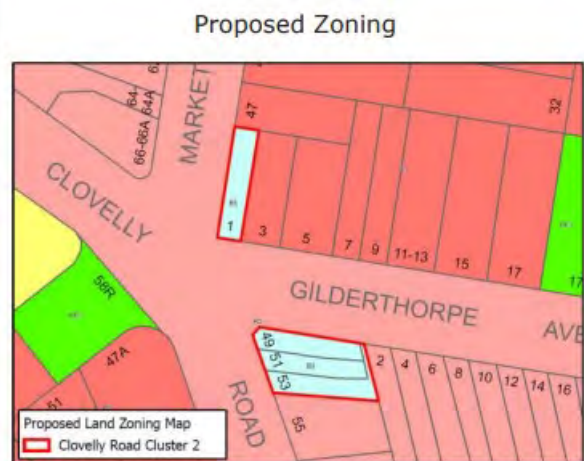 Proposed Zoning
64-
64A
66-66A
MARKET
47
32
CLOVELLY
1
3
5
7
9
11-13
15
17
17
58R
GILDERTHORPE
AVE
47A
49
51
53
2
4
6
8
10
12
14
16
51
ROAD
55
Proposed Land Zoning Map
Clovelly Road Cluster 2